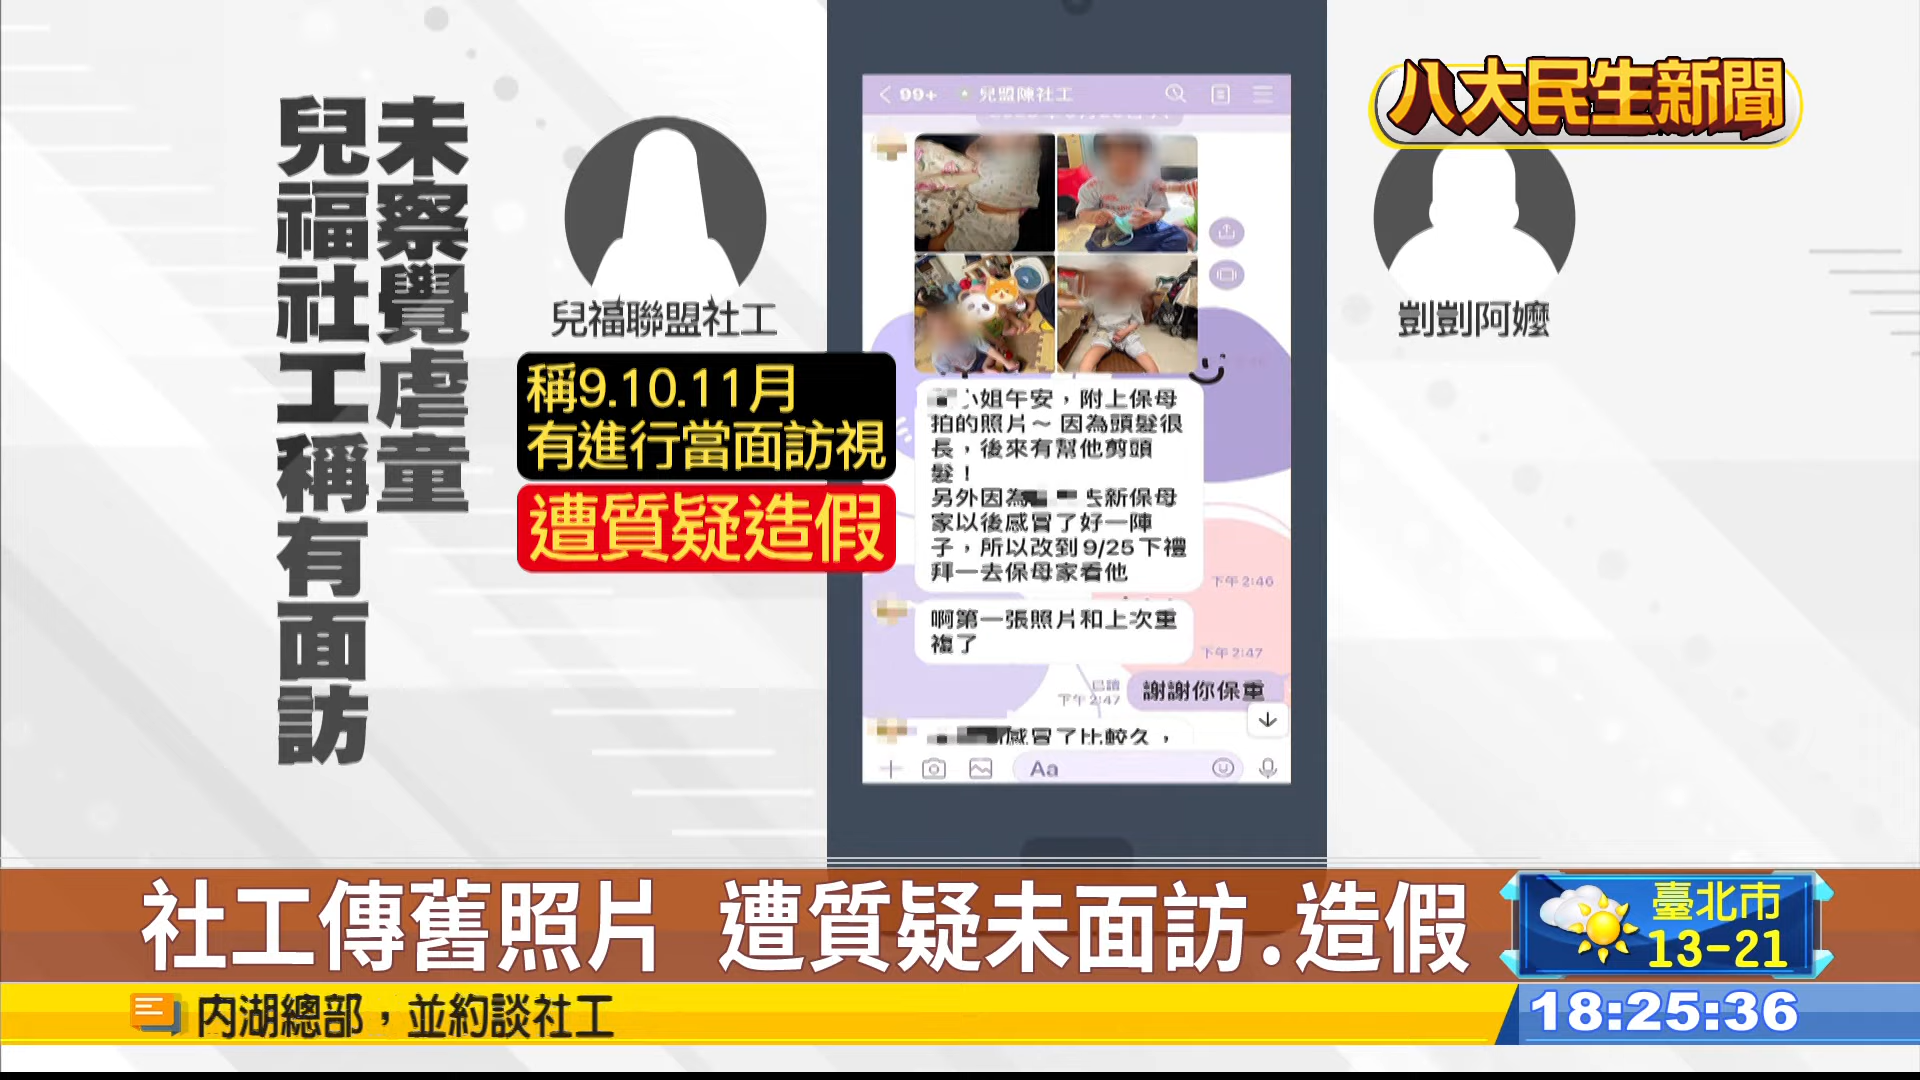 八大民生新聞
未察覺虐童
兒福社工稱有面訪
兒福聯盟社工
稱9.10.11月
有進行當面訪視
遭質疑造假
剴剴阿嬤
99+
兒盟陳社工
小姐午安，附上保母
拍的照片～因為頭髮很
長，後來有幫他剪頭
髮！
另外因為 去新保母
家以後感冒了好一陣
子，所以改到9/25下禮
拜一去保母家看他
下午2:46
啊第一張照片和上次重
複了
下午2:47
已讀
下午2:47
謝謝你保重
感冒了比較久，
Aa
社工傳舊照片 遭質疑未面訪.造假
臺北市
13-21
內湖總部，並約談社工
18:25:36